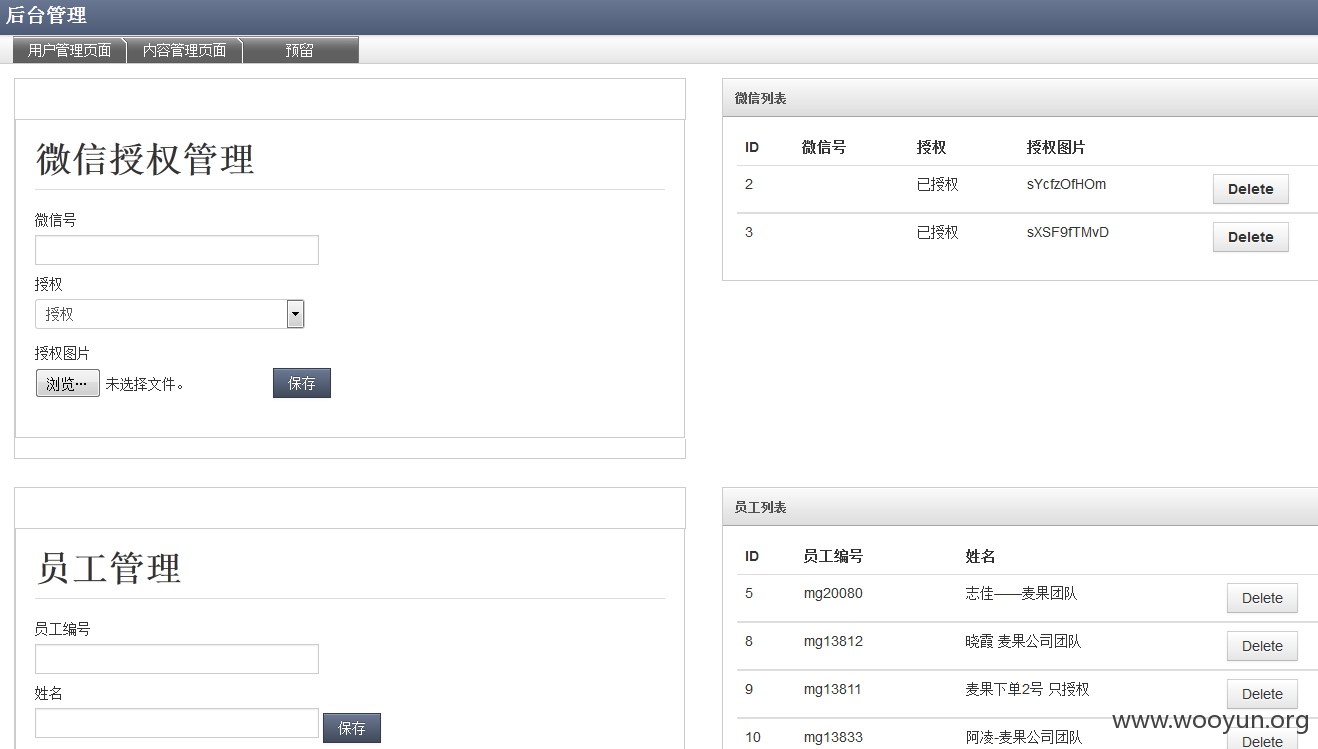 后台管理
用户管理页面 内容管理页面 预留
微信授权管理
微信号
授权
授权
授权图片
浏览… 未选择文件。 保存
微信列表
ID 微信号 授权 授权图片
2 已授权 sYcfzOfHOm Delete
3 已授权 sXSF9fTMvD Delete
员工管理
员工编号
姓名
保存
员工列表
ID 员工编号 姓名
5 mg20080 志佳——麦果团队 Delete
8 mg13812 晓霞 麦果公司团队 Delete
9 mg13811 麦果下单2号 只授权 Delete
10 mg13833 阿凌-麦果公司团队 Delete
www.wooyun.org